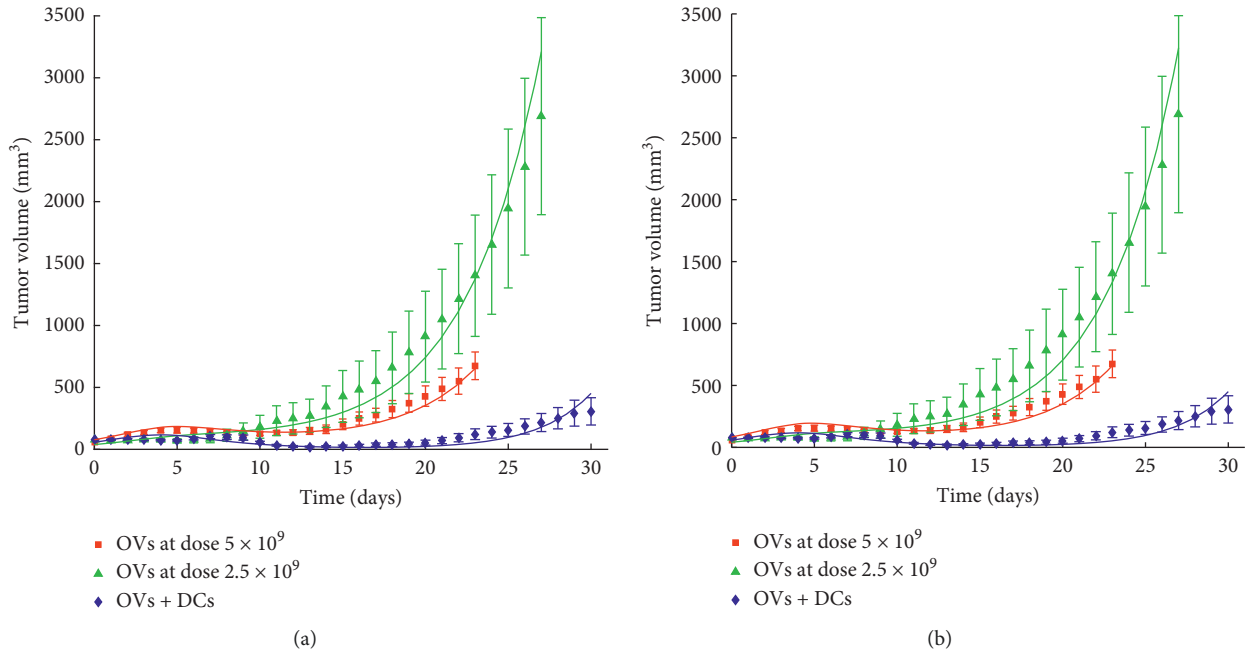 3500
3000
2500
2000
1500
1000
500
0
Tumor volume (mm³)
0 5 10 15 20 25 30
Time (days)
OVs at dose 5 × 10⁹
OVs at dose 2.5 × 10⁹
OVs + DCs
(a)
3500
3000
2500
2000
1500
1000
500
0
Tumor volume (mm³)
0 5 10 15 20 25 30
Time (days)
OVs at dose 5 × 10⁹
OVs at dose 2.5 × 10⁹
OVs + DCs
(b)